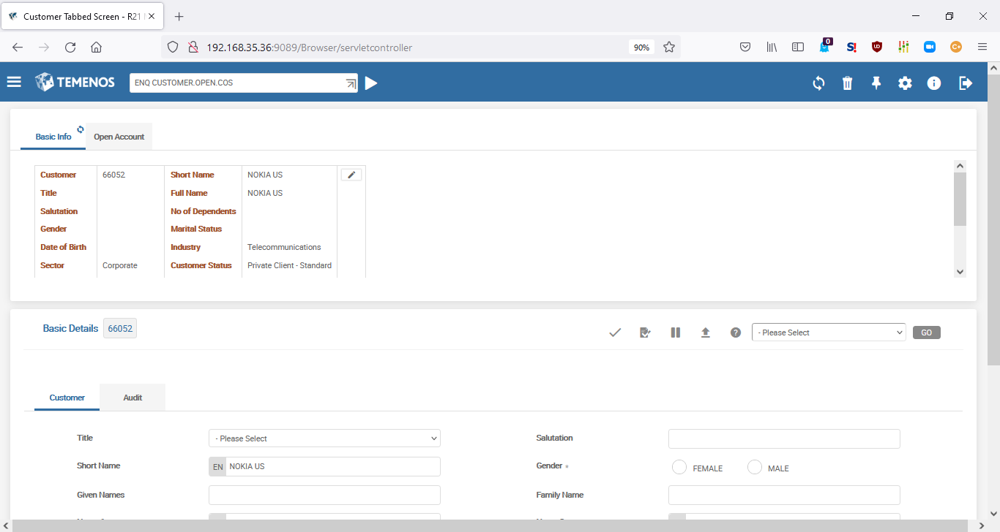 Customer Tabbed Screen - R21
192.168.35.36:9089/Browser/servletcontroller
90%
0
S!
UD
C+
TEMENOS
ENQ CUSTOMER.OPEN.COS
Basic Info
Open Account
Customer 66052 Short Name NOKIA US
Title Full Name NOKIA US
Salutation No of Dependents
Gender Marital Status
Date of Birth Industry Telecommunications
Sector Corporate Customer Status Private Client - Standard
Basic Details 66052
- Please Select
GO
Customer
Audit
Title - Please Select Salutation
Short Name EN NOKIA US Gender * FEMALE MALE
Given Names Family Name